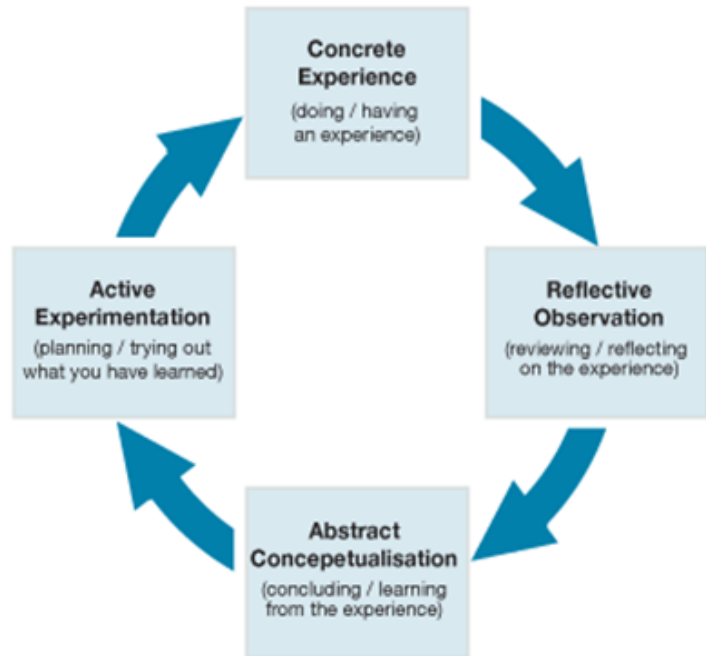 Concrete
Experience
(doing / having
an experience)
Reflective
Observation
(reviewing / reflecting
on the experience)
Abstract
Concepetualisation
(concluding / learning
from the experience)
Active
Experimentation
(planning / trying out
what you have learned)